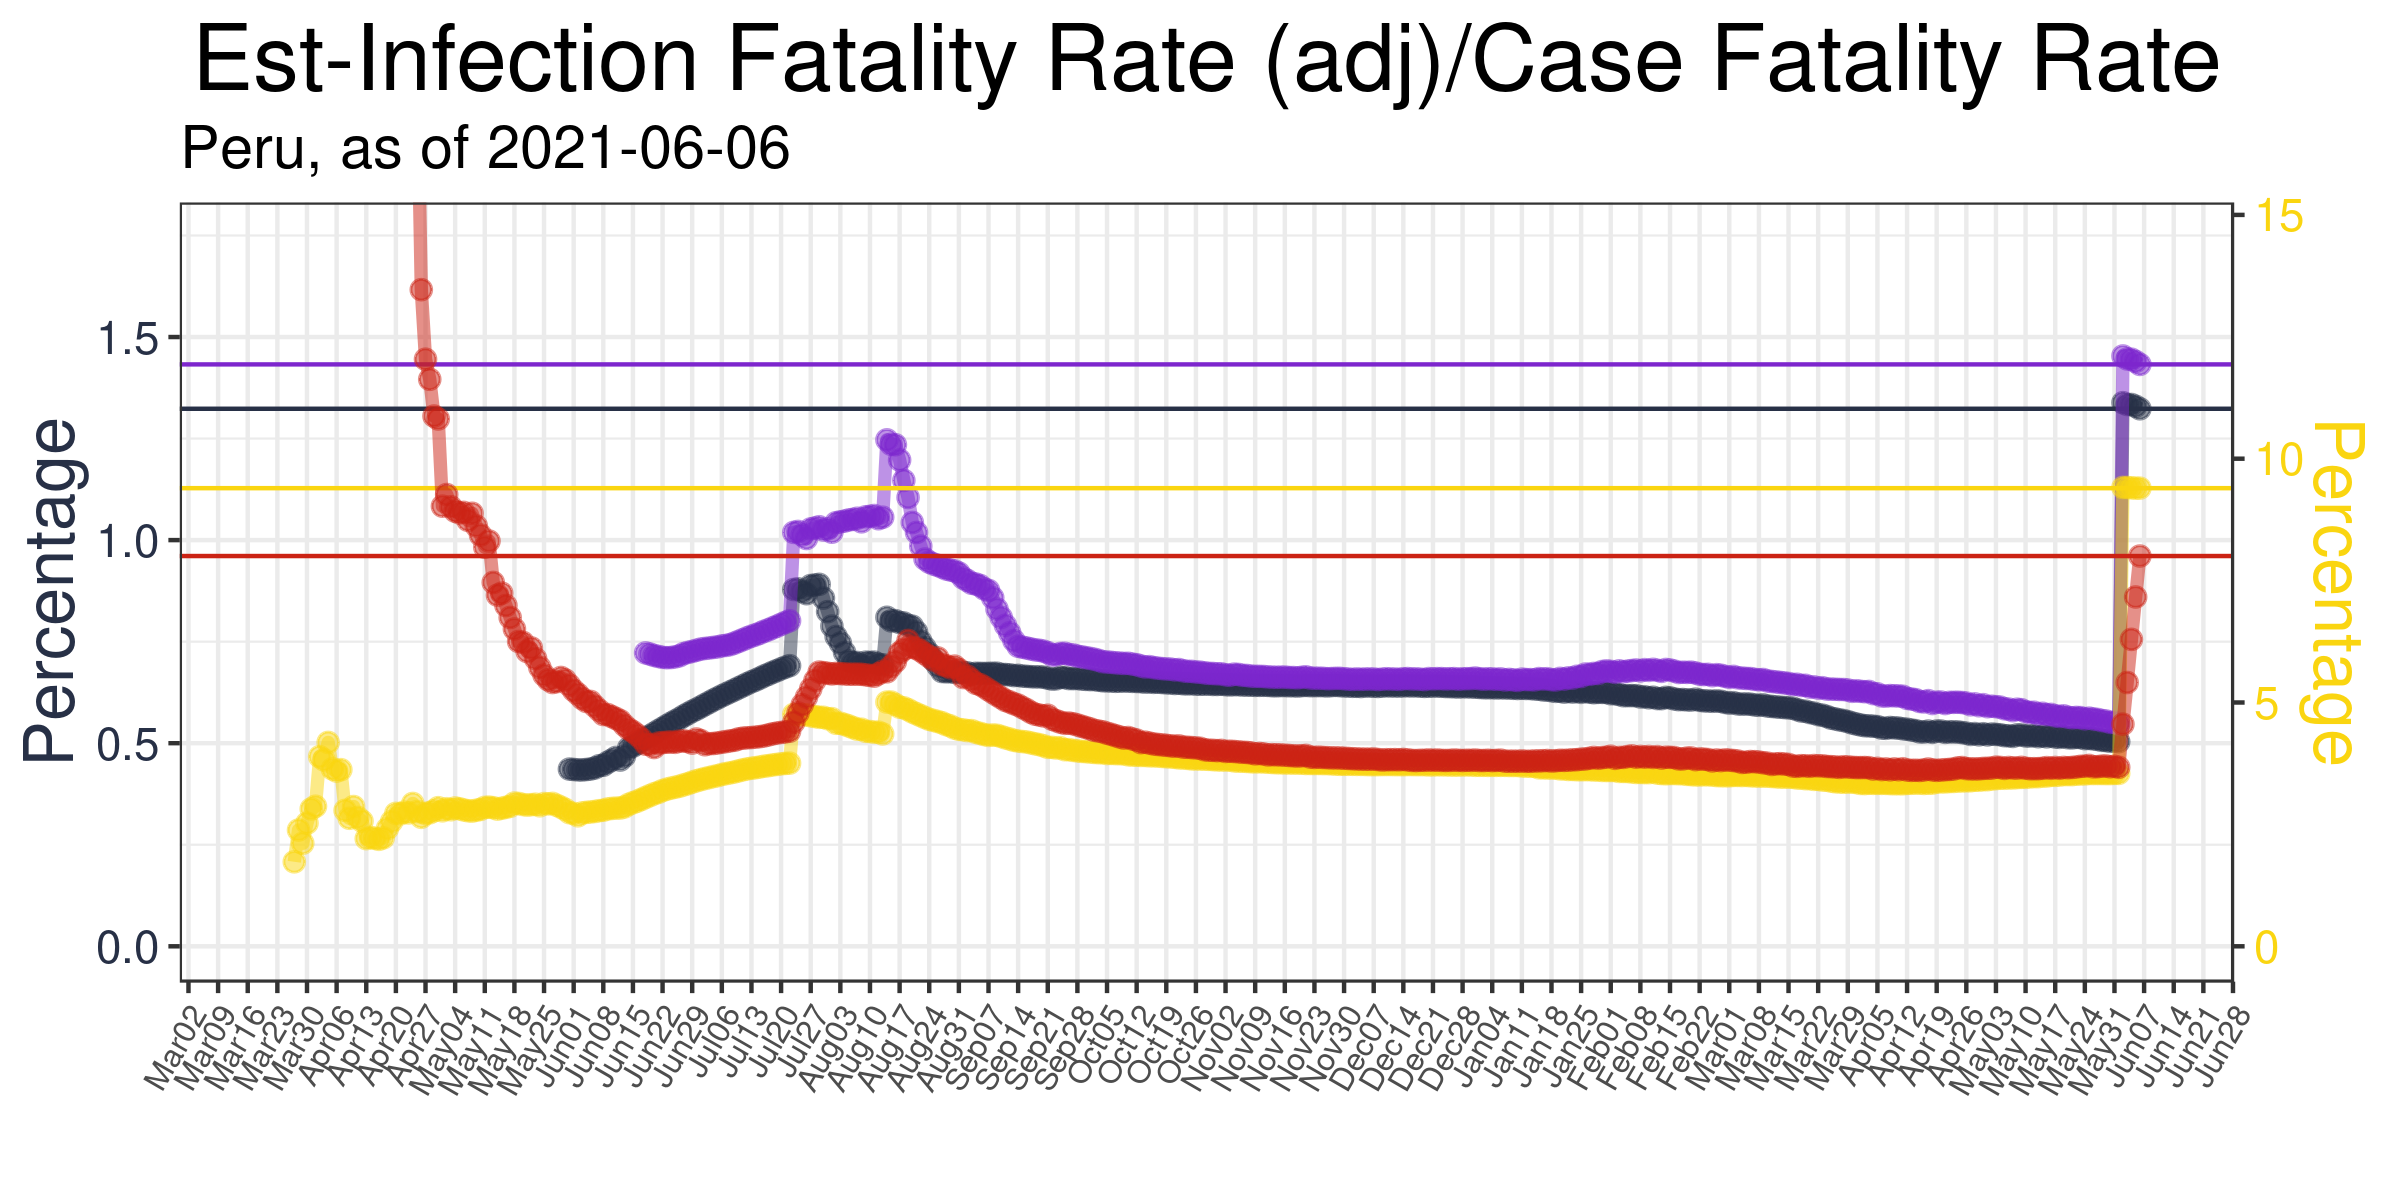 Est-Infection Fatality Rate (adj)/Case Fatality Rate
Peru, as of 2021-06-06
Percentage
1.5
1.0
0.5
0.0
15
10
5
0
Percentage
Mar02
Mar09
Mar16
Mar23
Mar30
Apr06
Apr13
Apr20
Apr27
May04
May11
May18
May25
Jun01
Jun08
Jun15
Jun22
Jun29
Jul06
Jul13
Jul20
Jul27
Aug03
Aug10
Aug17
Aug24
Aug31
Sep07
Sep14
Sep21
Sep28
Oct05
Oct12
Oct19
Oct26
Nov02
Nov09
Nov16
Nov23
Nov30
Dec07
Dec14
Dec21
Dec28
Jan04
Jan11
Jan18
Jan25
Feb01
Feb08
Feb15
Feb22
Mar01
Mar08
Mar15
Mar22
Mar29
Apr05
Apr12
Apr19
Apr26
May03
May10
May17
May24
May31
Jun07
Jun14
Jun21
Jun28